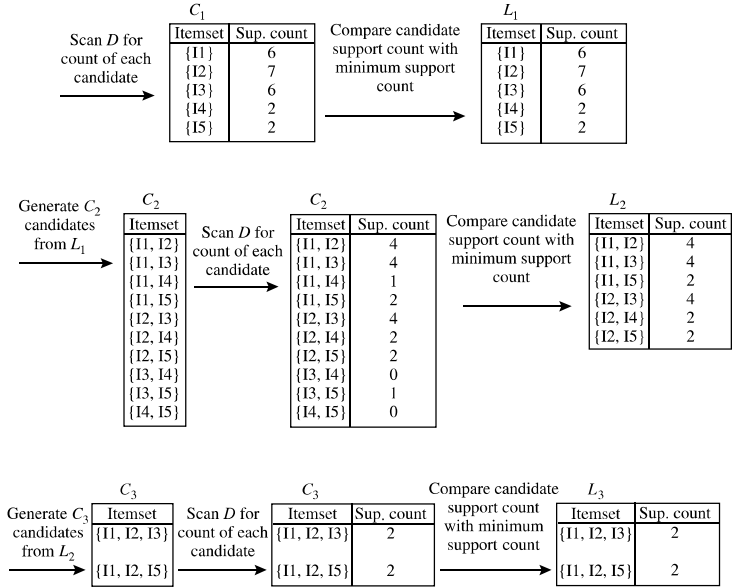 C1
L1
Scan D for
count of each
candidate
Itemset Sup. count
{I1} 6
{I2} 7
{I3} 6
{I4} 2
{I5} 2
Compare candidate
support count with
minimum support
count
Itemset Sup. count
{I1} 6
{I2} 7
{I3} 6
{I4} 2
{I5} 2
Generate C2
candidates
from L1
C2
Itemset
{I1, I2}
{I1, I3}
{I1, I4}
{I1, I5}
{I2, I3}
{I2, I4}
{I2, I5}
{I3, I4}
{I3, I5}
{I4, I5}
Scan D for
count of each
candidate
C2
Itemset Sup. count
{I1, I2} 4
{I1, I3} 4
{I1, I4} 1
{I1, I5} 2
{I2, I3} 4
{I2, I4} 2
{I2, I5} 2
{I3, I4} 0
{I3, I5} 1
{I4, I5} 0
Compare candidate
support count with
minimum support
count
L2
Itemset Sup. count
{I1, I2} 4
{I1, I3} 4
{I1, I5} 2
{I2, I3} 4
{I2, I4} 2
{I2, I5} 2
Generate C3
candidates
from L2
C3
Itemset
{I1, I2, I3}
{I1, I2, I5}
Scan D for
count of each
candidate
C3
Itemset Sup. count
{I1, I2, I3} 2
{I1, I2, I5} 2
Compare candidate
support count
with minimum
support count
L3
Itemset Sup. count
{I1, I2, I3} 2
{I1, I2, I5} 2